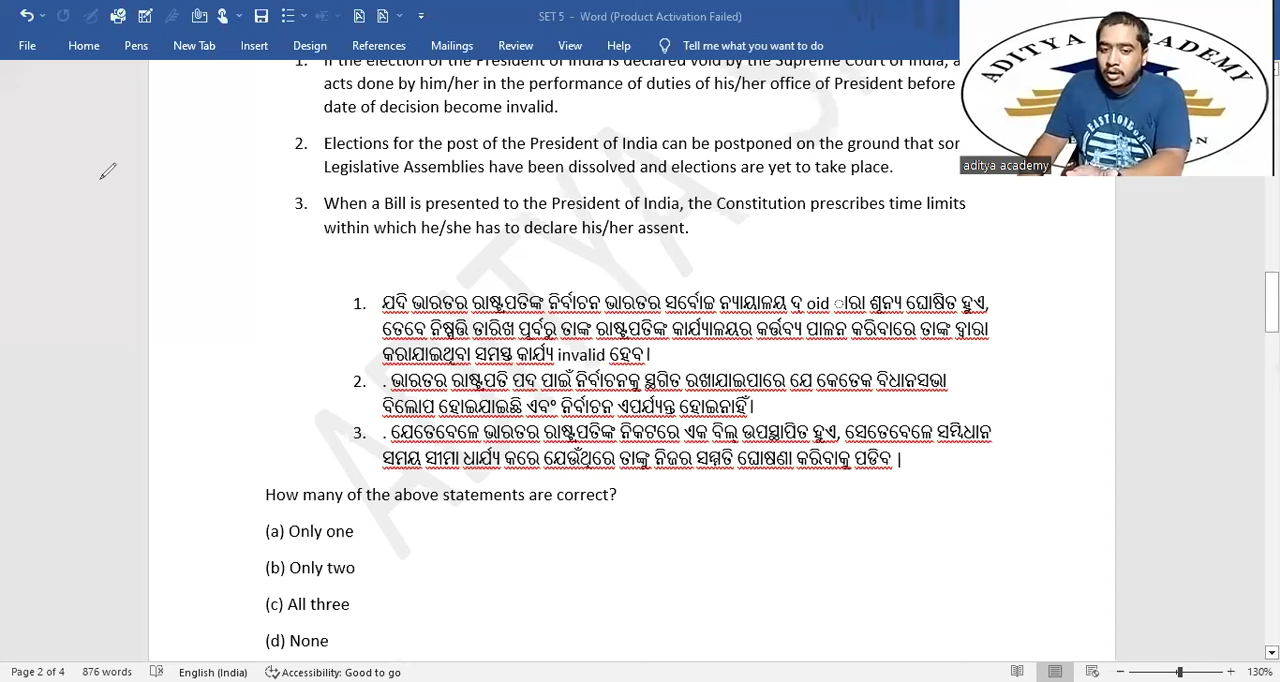 SET 5 - Word (Product Activation Failed)
File Home Pens New Tab Insert Design References Mailings Review View Help Tell me what you want to do
ADITYA ACADEMY
EAST LONDON
aditya academy
1. If the election of the President of India is declared void by the Supreme Court of India, a
acts done by him/her in the performance of duties of his/her office of President before
date of decision become invalid.
2. Elections for the post of the President of India can be postponed on the ground that sor
Legislative Assemblies have been dissolved and elections are yet to take place.
3. When a Bill is presented to the President of India, the Constitution prescribes time limits
within which he/she has to declare his/her assent.
1. ଯଦି ଭାରତର ରାଷ୍ଟ୍ରପତିଙ୍କ ନିର୍ବାଚନ ଭାରତର ସର୍ବୋଚ୍ଚ ନ୍ୟାୟାଳୟ ଦ୍ oid ାରା ଶୂନ୍ୟ ଘୋଷିତ ହୁଏ,
ତେବେ ନିଷ୍ପତ୍ତି ତାରିଖ ପୂର୍ବରୁ ତାଙ୍କ ରାଷ୍ଟ୍ରପତିଙ୍କ କାର୍ଯ୍ୟାଳୟର କର୍ତ୍ତବ୍ୟ ପାଳନ କରିବାରେ ତାଙ୍କ ଦ୍ୱାରା
କରାଯାଇଥିବା ସମସ୍ତ କାର୍ଯ୍ୟ invalid ହେବ।
2. . ଭାରତର ରାଷ୍ଟ୍ରପତି ପଦ ପାଇଁ ନିର୍ବାଚନକୁ ସ୍ଥଗିତ ରଖାଯାଇପାରେ ଯେ କେତେକ ବିଧାନସଭା
ବିଲୋପ ହୋଇଯାଇଛି ଏବଂ ନିର୍ବାଚନ ଏପର୍ଯ୍ୟନ୍ତ ହୋଇନାହିଁ।
3. . ଯେତେବେଳେ ଭାରତର ରାଷ୍ଟ୍ରପତିଙ୍କ ନିକଟରେ ଏକ ବିଲ୍ ଉପସ୍ଥାପିତ ହୁଏ, ସେତେବେଳେ ସମ୍ବିଧାନ
ସମୟ ସୀମା ଧାର୍ଯ୍ୟ କରେ ଯେଉଁଥିରେ ତାଙ୍କୁ ନିଜର ସମ୍ମତି ଘୋଷଣା କରିବାକୁ ପଡିବ |
How many of the above statements are correct?
(a) Only one
(b) Only two
(c) All three
(d) None
Page 2 of 4 876 words English (India) Accessibility: Good to go 130%